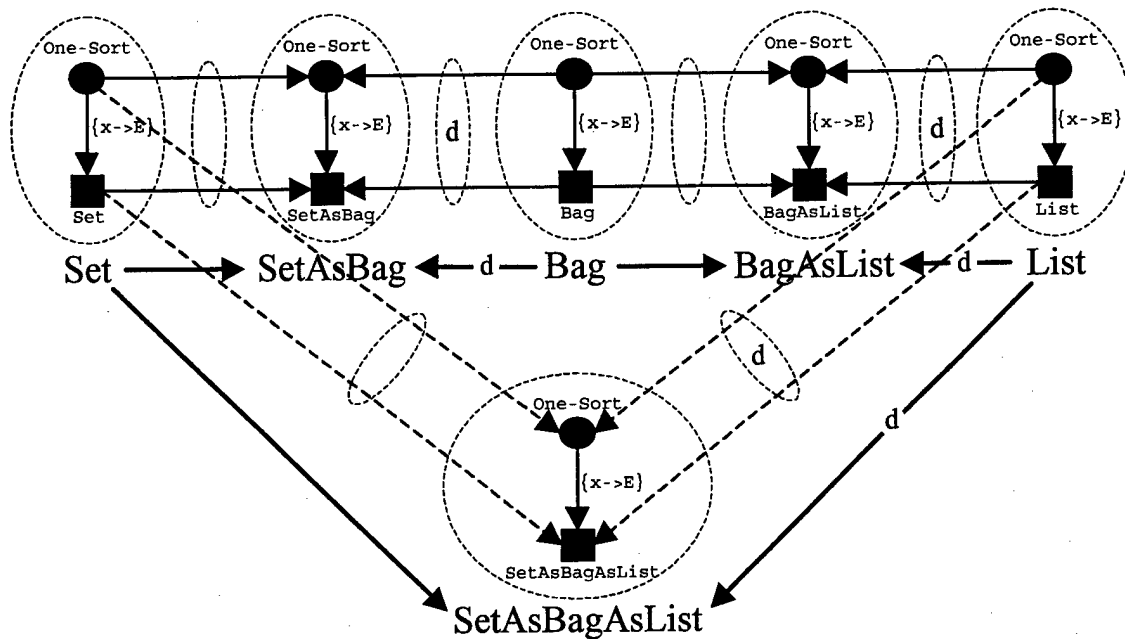 One-Sort One-Sort One-Sort One-Sort One-Sort
{x->E} {x->E} d {x->E} {x->E} d {x->E}
Set SetAsBag Bag BagAsList List
Set SetAsBag d Bag BagAsList d List
d
One-Sort
d
{x->E}
SetAsBagAsList
SetAsBagAsList